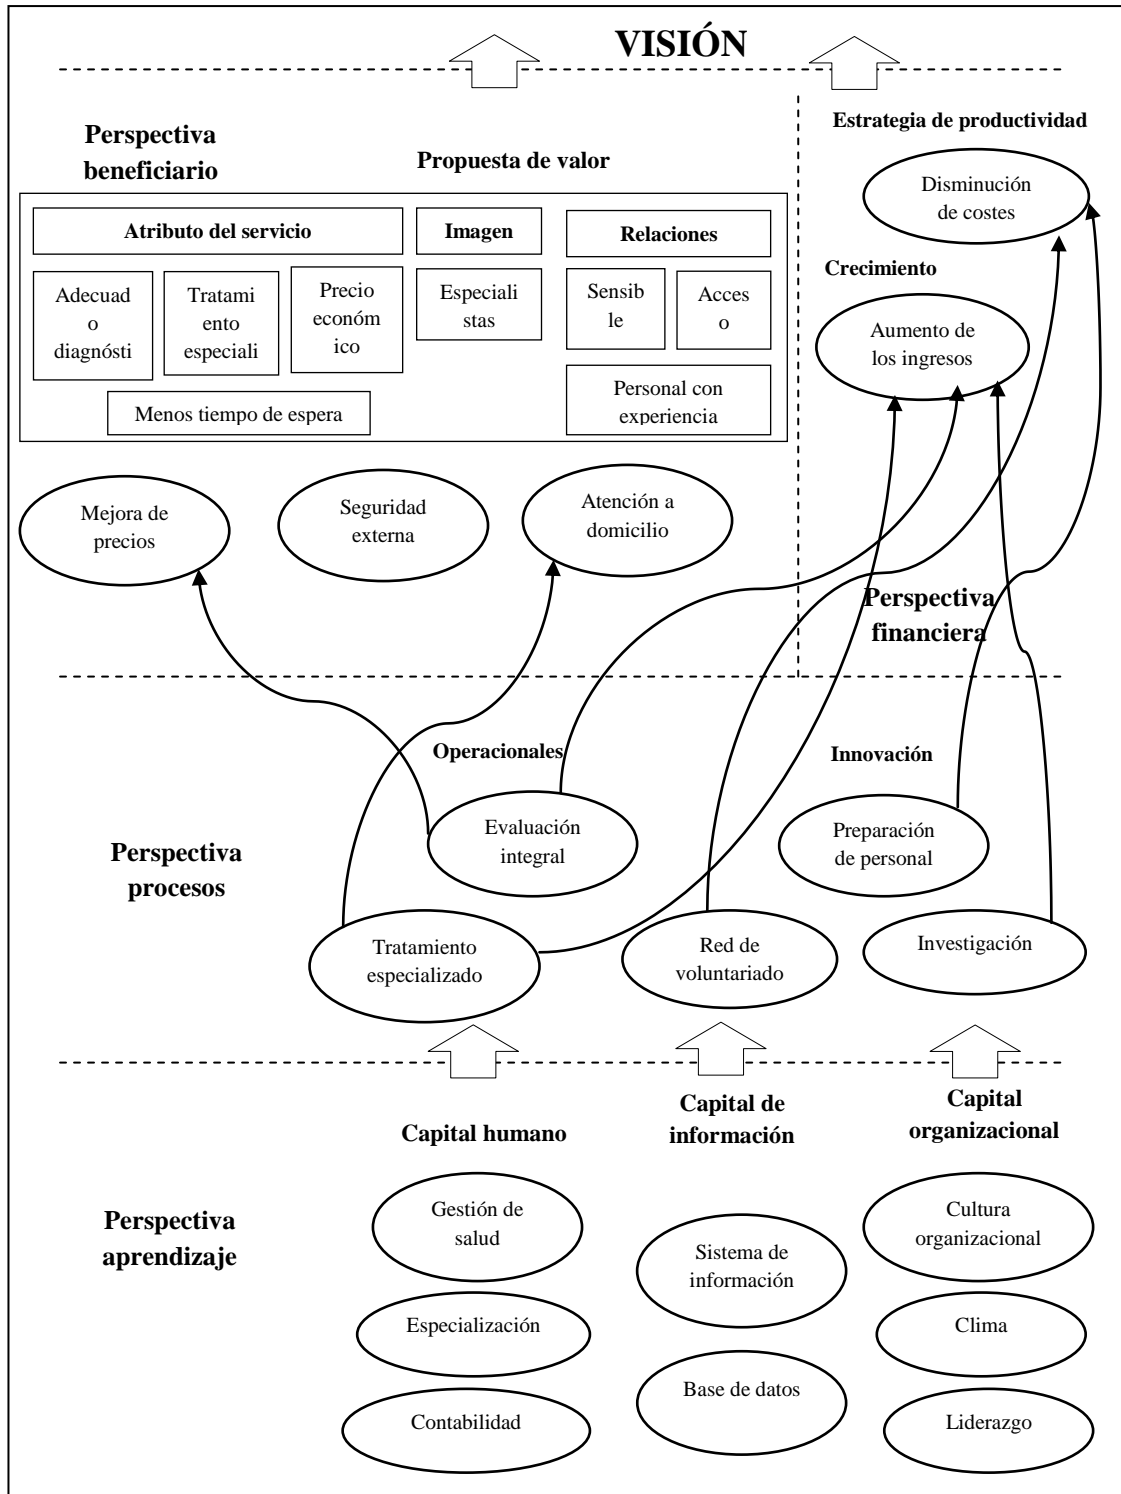 VISIÓN
Perspectiva
beneficiario
Propuesta de valor
Atributo del servicio
Imagen
Relaciones
Adecuad
o
diagnósti
Tratami
ento
especiali
Precio
económ
ico
Especiali
stas
Sensib
le
Acces
o
Menos tiempo de espera
Personal con
experiencia
Estrategia de productividad
Disminución
de costes
Crecimiento
Aumento de
los ingresos
Mejora de
precios
Seguridad
externa
Atención a
domicilio
Perspectiva
financiera
Operacionales
Innovación
Perspectiva
procesos
Evaluación
integral
Preparación
de personal
Tratamiento
especializado
Red de
voluntariado
Investigación
Capital humano
Capital de
información
Capital
organizacional
Perspectiva
aprendizaje
Gestión de
salud
Especialización
Contabilidad
Sistema de
información
Base de datos
Cultura
organizacional
Clima
Liderazgo